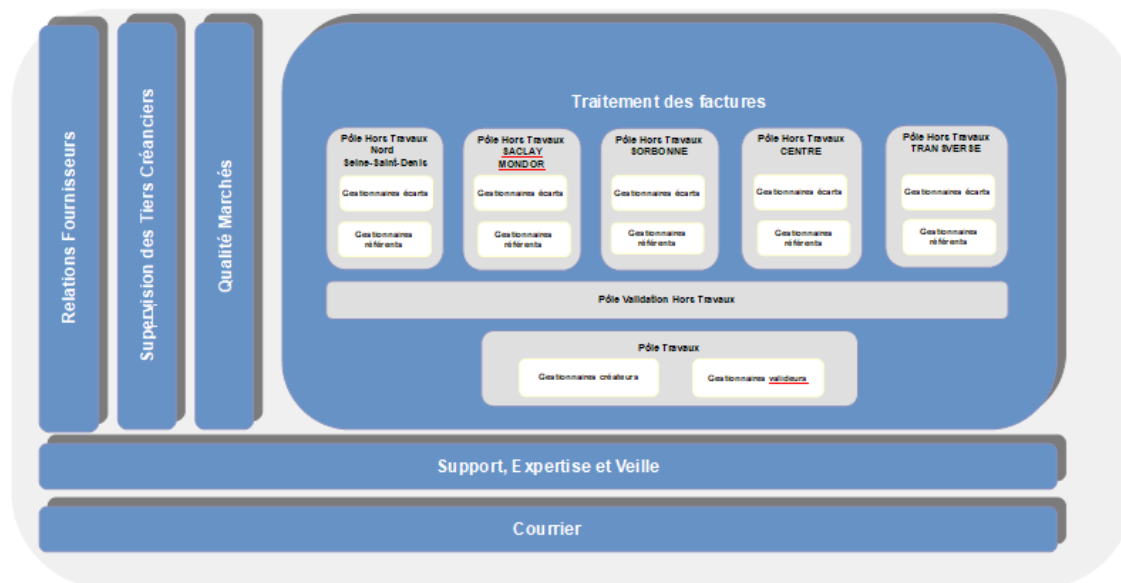 Relations Fournisseurs
Supervision des Tiers Créanciers
Qualité Marchés
Traitement des factures
Pôle Hors Travaux
Nord
Seine-Saint-Denis
Gestionnaires écarts
Gestionnaires
référents
Pôle Hors Travaux
SACLAY
MONDOR
Gestionnaires écarts
Gestionnaires
référents
Pôle Hors Travaux
SORBONNE
Gestionnaires écarts
Gestionnaires
référents
Pôle Hors Travaux
CENTRE
Gestionnaires écarts
Gestionnaires
référents
Pôle Hors Travaux
TRANSVERSE
Gestionnaires écarts
Gestionnaires
référents
Pôle Validation Hors Travaux
Pôle Travaux
Gestionnaires créateurs
Gestionnaires valideurs
Support, Expertise et Veille
Courrier